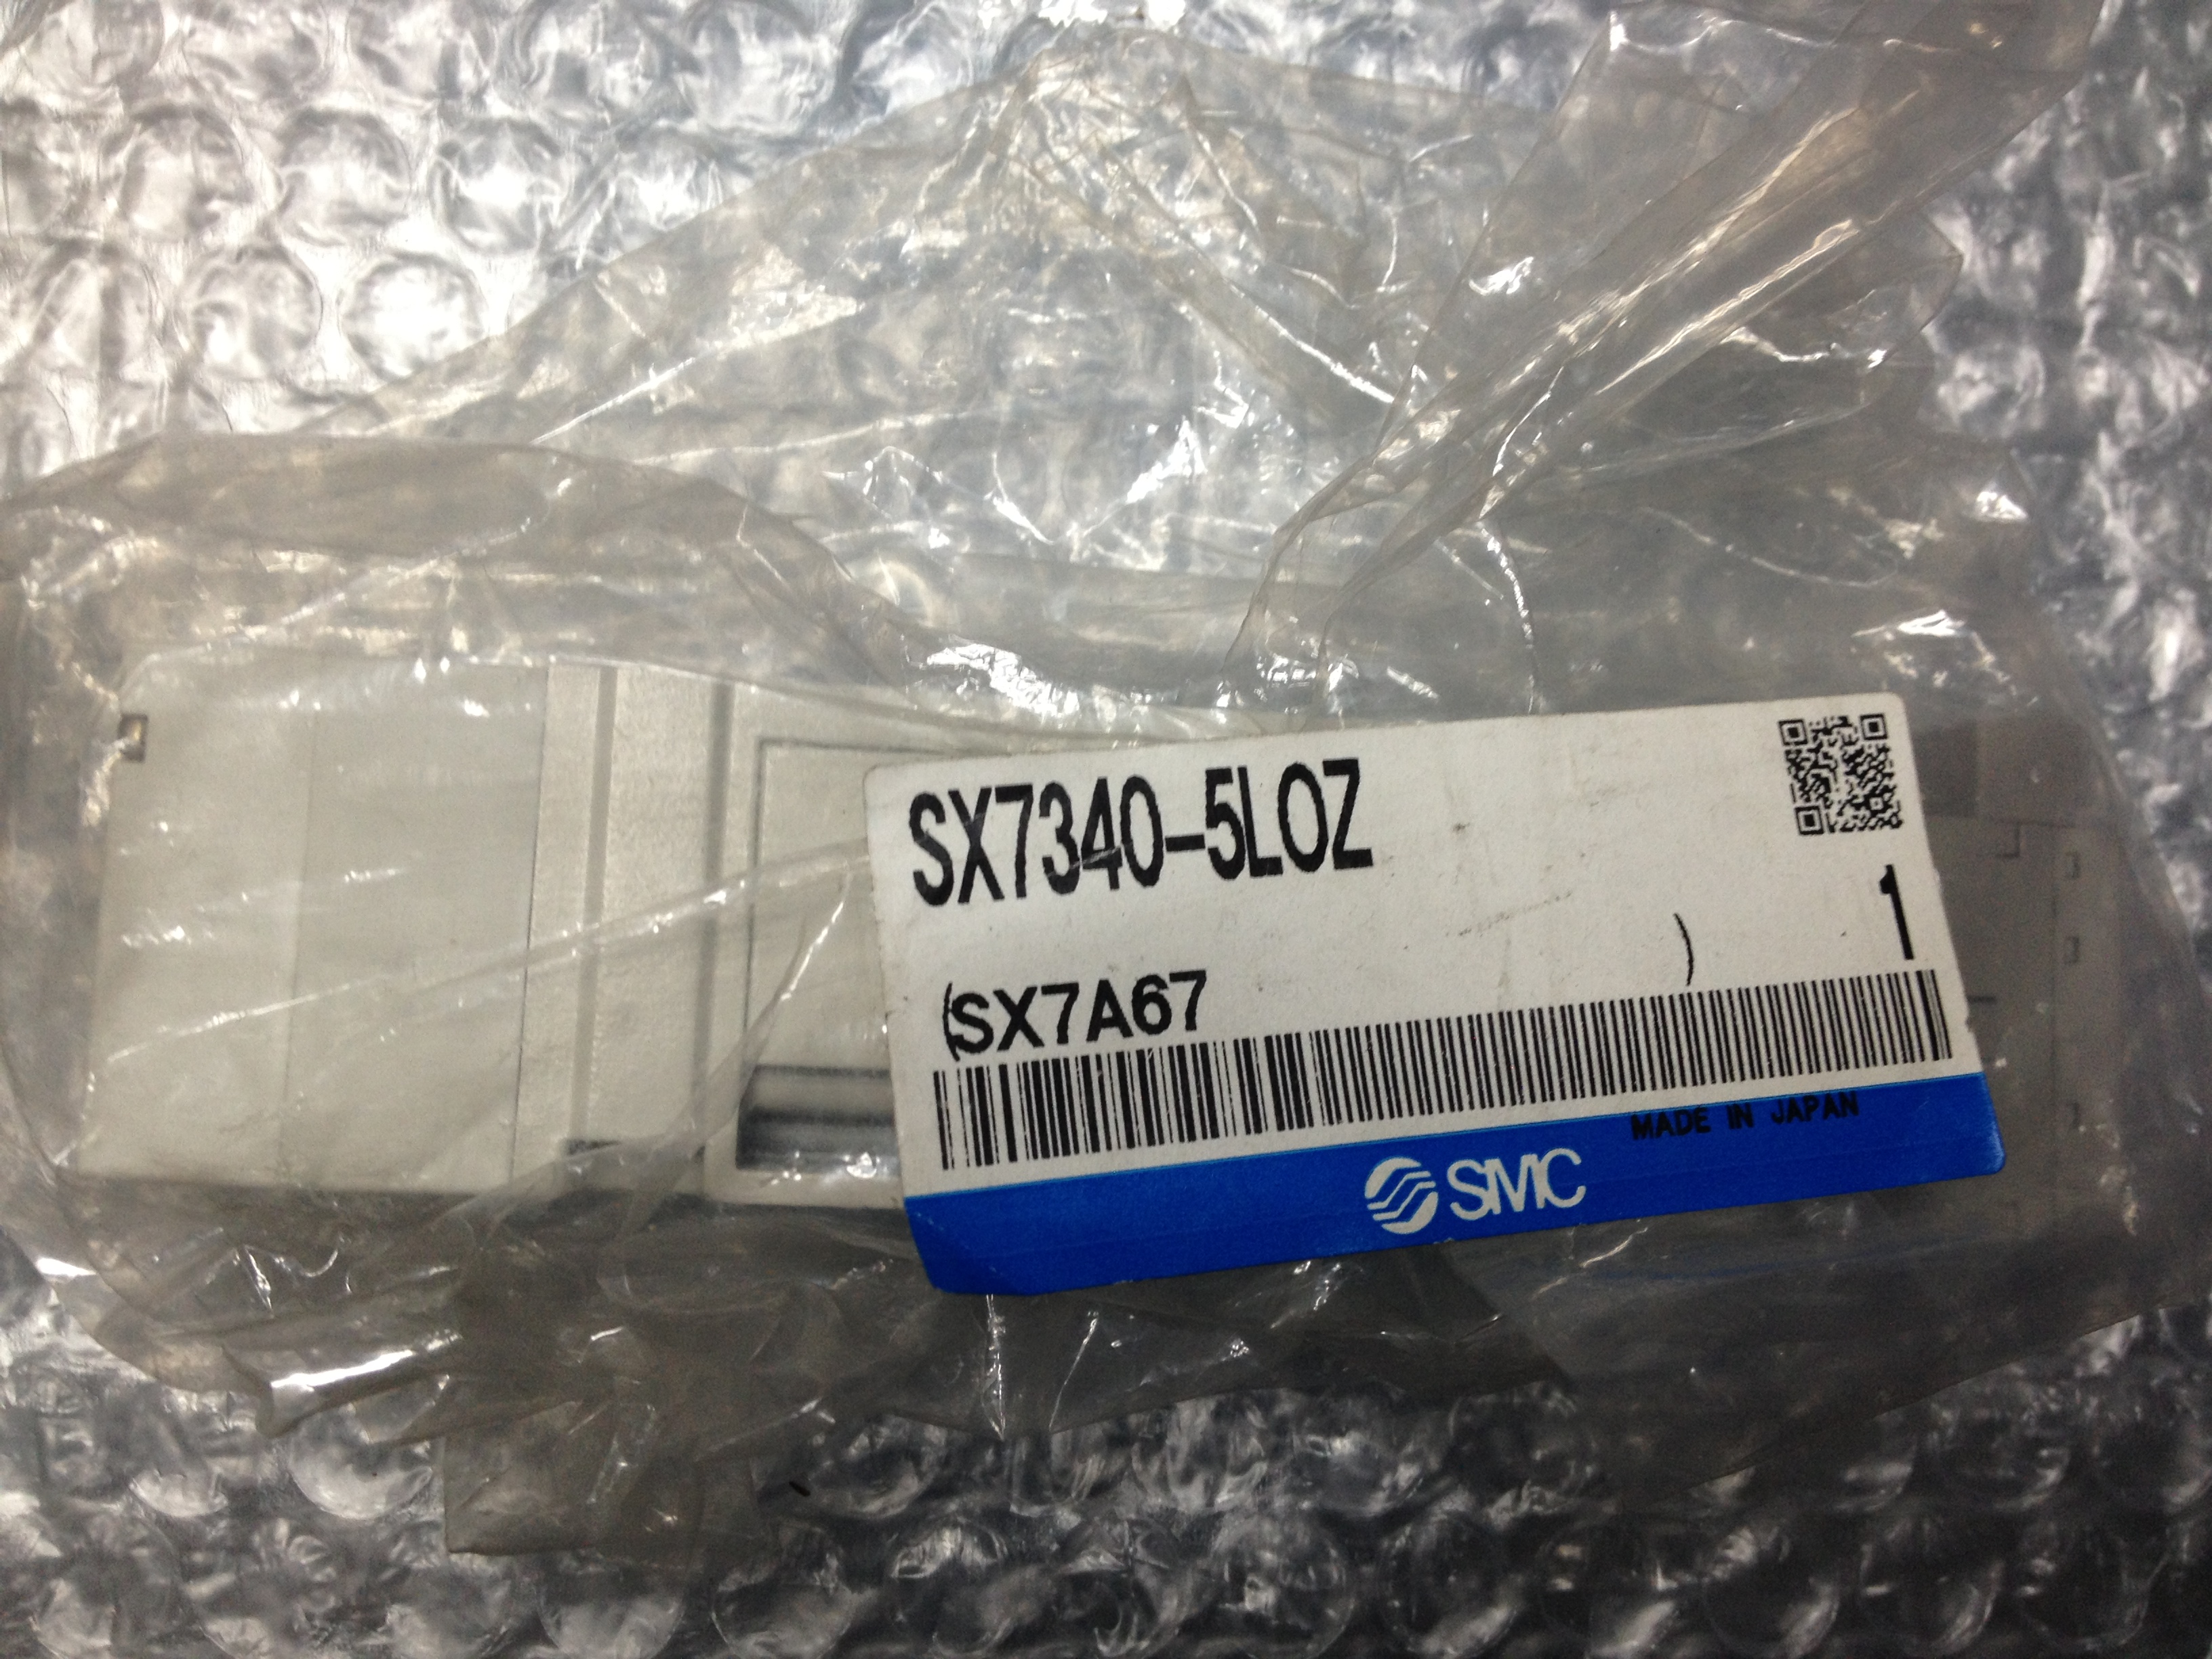 SX7340-5LOZ
1
(SX7A67 )
MADE IN JAPAN
SMC